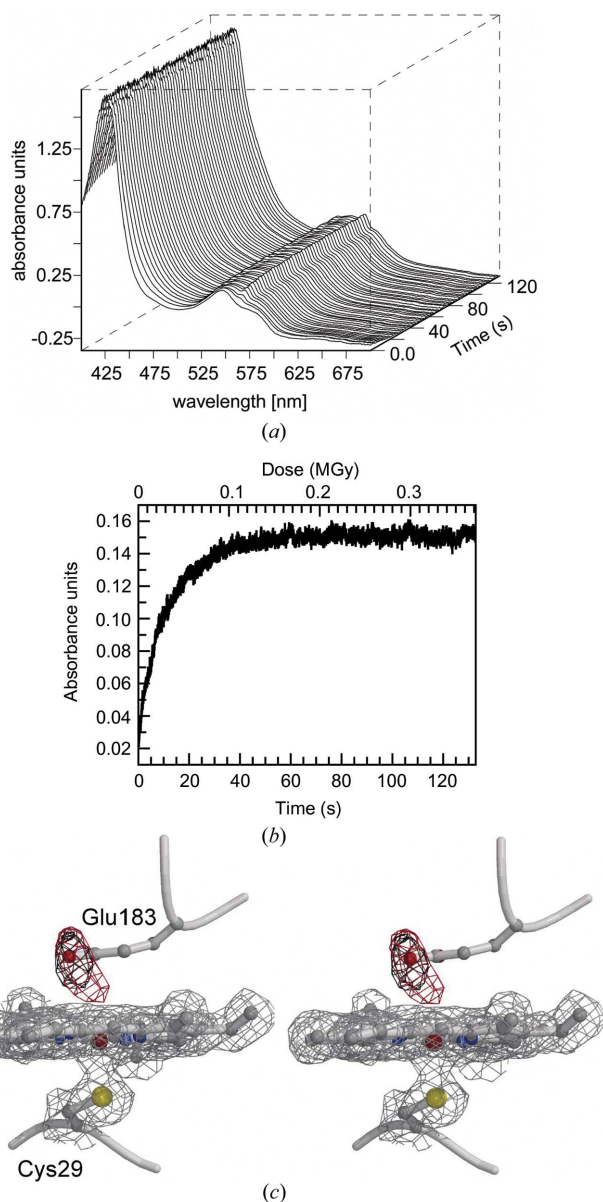 absorbance units
1.25
0.75
0.25
-0.25
425 475 525 575 625 675
wavelength [nm]
0.0 40 80 120
Time (s)
(a)
Dose (MGy)
0 0.1 0.2 0.3
Absorbance units
0.16
0.14
0.12
0.10
0.08
0.06
0.04
0.02
0 20 40 60 80 100 120
Time (s)
(b)
Glu183
Cys29
(c)